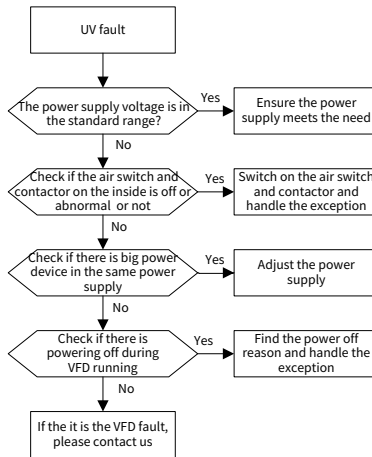 UV fault
The power supply voltage is in
the standard range?
Yes
Ensure the power
supply meets the need
No
Check if the air switch and
contactor on the inside is off or
abnormal or not
Yes
Switch on the air switch
and contactor and
handle the exception
No
Check if there is big power
device in the same power
supply
Yes
Adjust the power
supply
No
Check if there is
powering off during
VFD running
Yes
Find the power off
reason and handle the
exception
No
If the it is the VFD fault,
please contact us